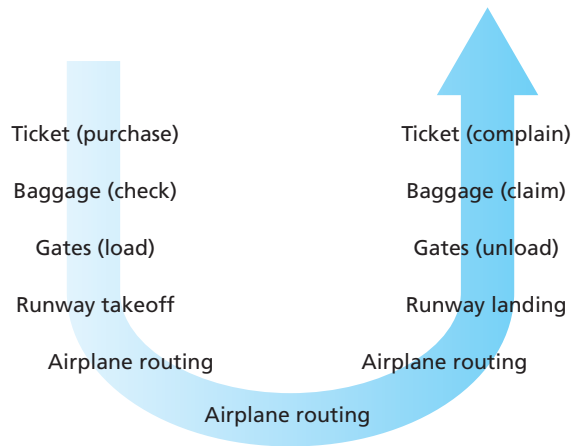 Ticket (purchase)
Baggage (check)
Gates (load)
Runway takeoff
Airplane routing
Airplane routing
Ticket (complain)
Baggage (claim)
Gates (unload)
Runway landing
Airplane routing